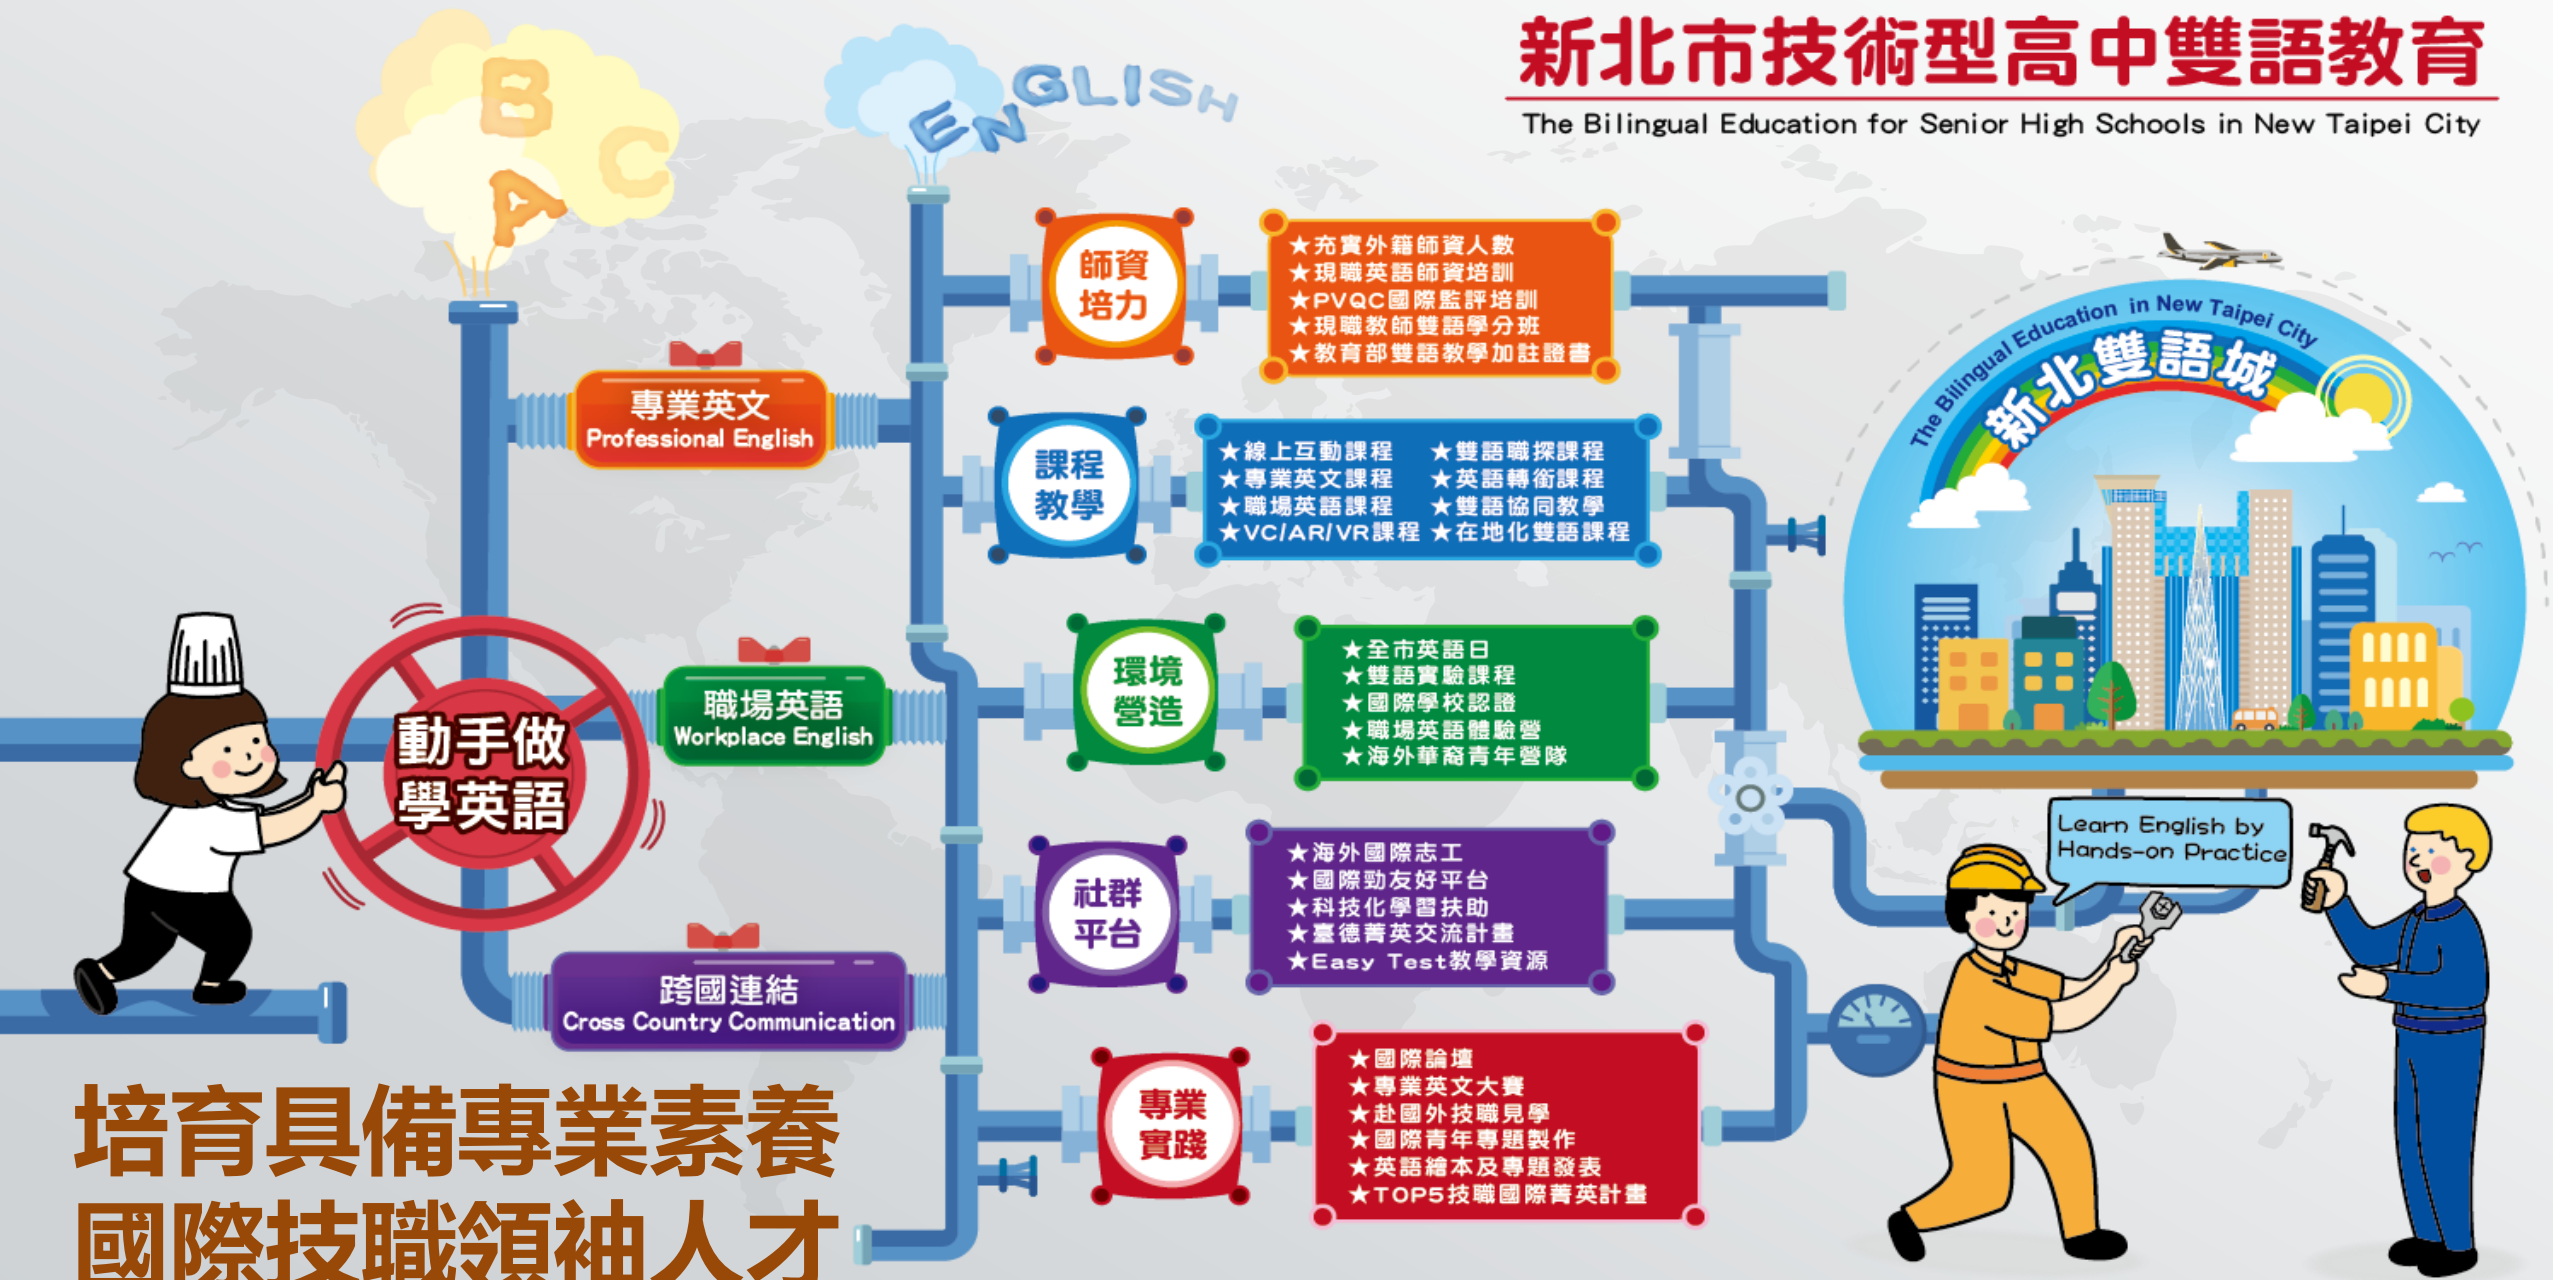 新北市技術型高中雙語教育
The Bilingual Education for Senior High Schools in New Taipei City
B
C
A
ENGLISH
專業英文
Professional English
職場英語
Workplace English
跨國連結
Cross Country Communication
動手做
學英語
師資
培力
★充實外籍師資人數
★現職英語師資培訓
★PVQC國際監評培訓
★現職教師雙語學分班
★教育部雙語教學加註證書
課程
教學
★線上互動課程
★專業英文課程
★職場英語課程
★VC/AR/VR課程
★雙語職探課程
★英語轉銜課程
★雙語協同教學
★在地化雙語課程
環境
營造
★全市英語日
★雙語實驗課程
★國際學校認證
★職場英語體驗營
★海外華裔青年營隊
社群
平台
★海外國際志工
★國際勁友好平台
★科技化學習扶助
★臺德菁英交流計畫
★Easy Test教學資源
專業
實踐
★國際論壇
★專業英文大賽
★赴國外技職見學
★國際青年專題製作
★英語繪本及專題發表
★TOP5技職國際菁英計畫
The Bilingual Education in New Taipei City
新北雙語城
Learn English by
Hands-on Practice
培育具備專業素養
國際技職領袖人才